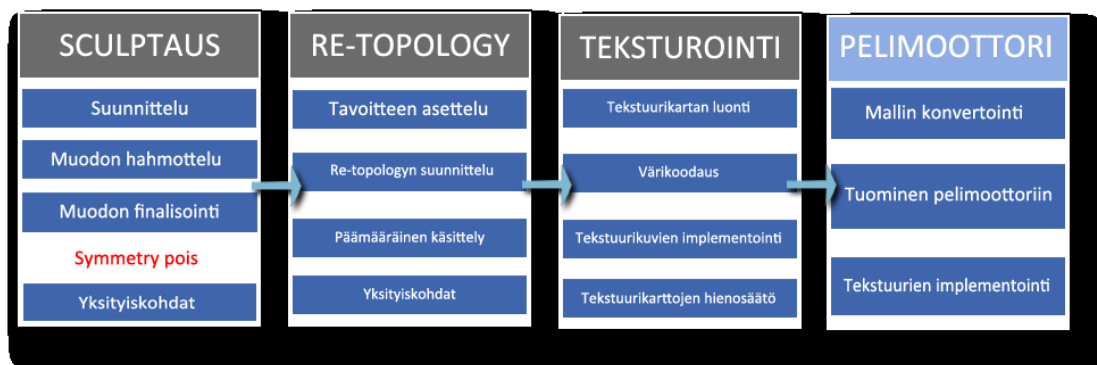 SCULPTAUS
Suunnittelu
Muodon hahmottelu
Muodon finalisointi
Symmetry pois
Yksityiskohdat
RE-TOPOLOGY
Tavoitteen asettelu
Re-topologyn suunnittelu
Päämääräinen käsittely
Yksityiskohdat
TEKSTUROINTI
Tekstuurikartan luonti
Värikoodaus
Tekstuurikuvien implementointi
Tekstuurikarttojen hienosäätö
PELIMOOTTORI
Mallin konvertointi
Tuominen pelimoottoriin
Tekstuurien implementointi